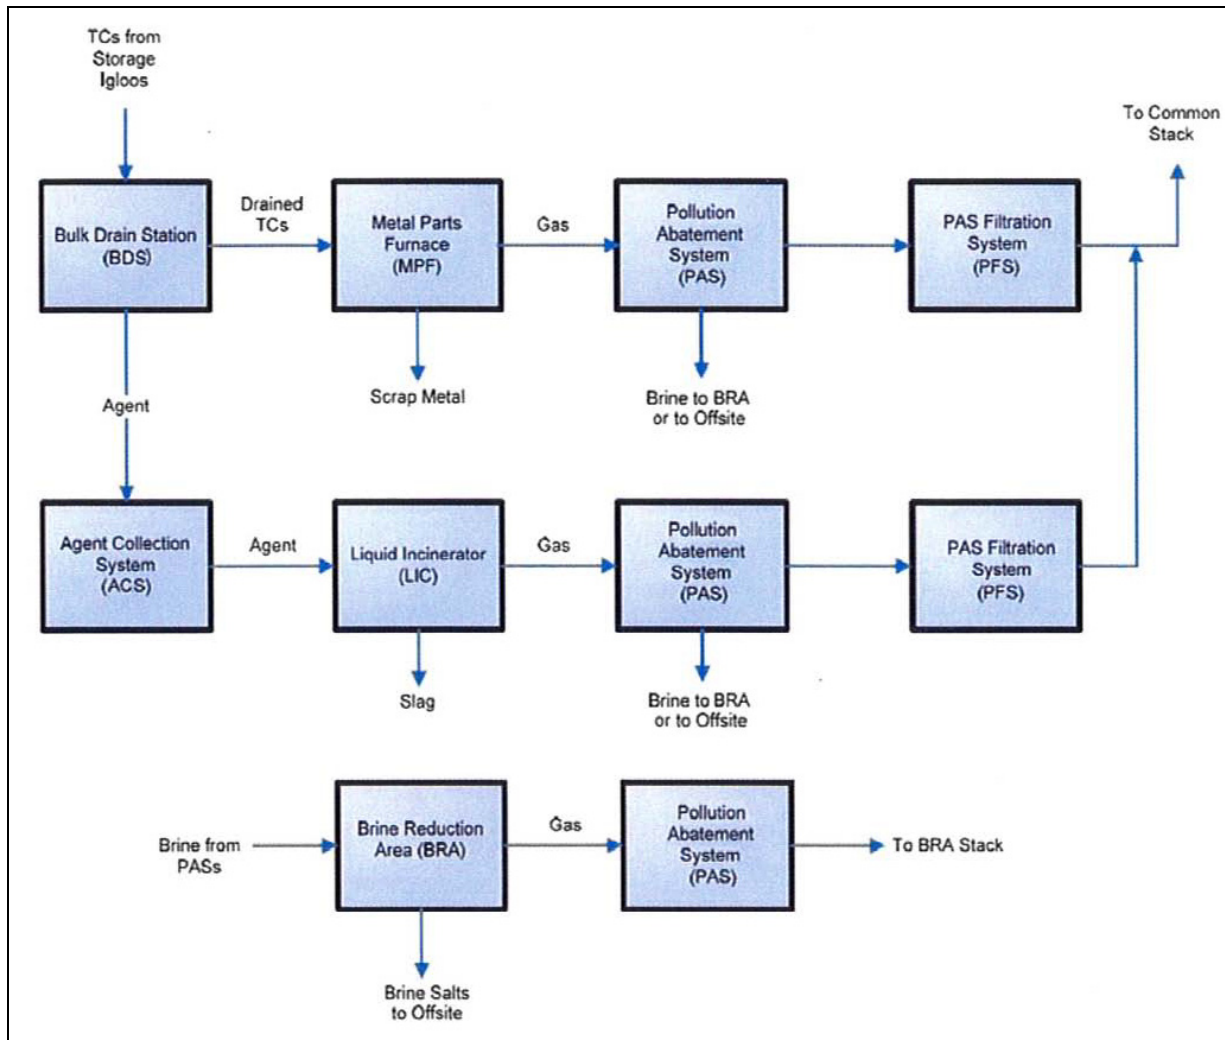 TCs from
Storage
Igloos
To Common
Stack
Bulk Drain Station
(BDS)
Drained
TCs
Metal Parts
Furnace
(MPF)
Gas
Pollution
Abatement
System
(PAS)
PAS Filtration
System
(PFS)
Scrap Metal
Brine to BRA
or to Offsite
Agent
Agent Collection
System
(ACS)
Agent
Liquid Incinerator
(LIC)
Gas
Pollution
Abatement
System
(PAS)
PAS Filtration
System
(PFS)
Slag
Brine to BRA
or to Offsite
Brine from
PASs
Brine Reduction
Area (BRA)
Gas
Pollution
Abatement
System
(PAS)
To BRA Stack
Brine Salts
to Offsite